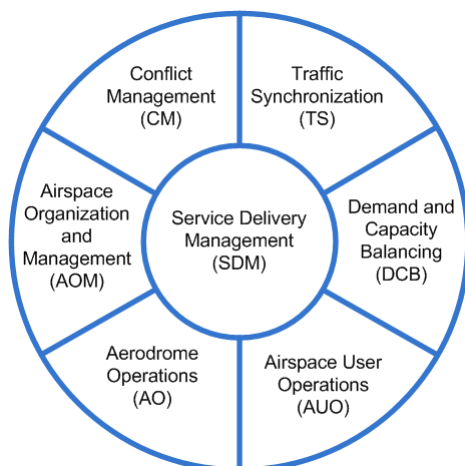 Conflict
Management
(CM)
Traffic
Synchronization
(TS)
Airspace
Organization
and
Management
(AOM)
Service Delivery
Management
(SDM)
Demand and
Capacity
Balancing
(DCB)
Aerodrome
Operations
(AO)
Airspace User
Operations
(AUO)